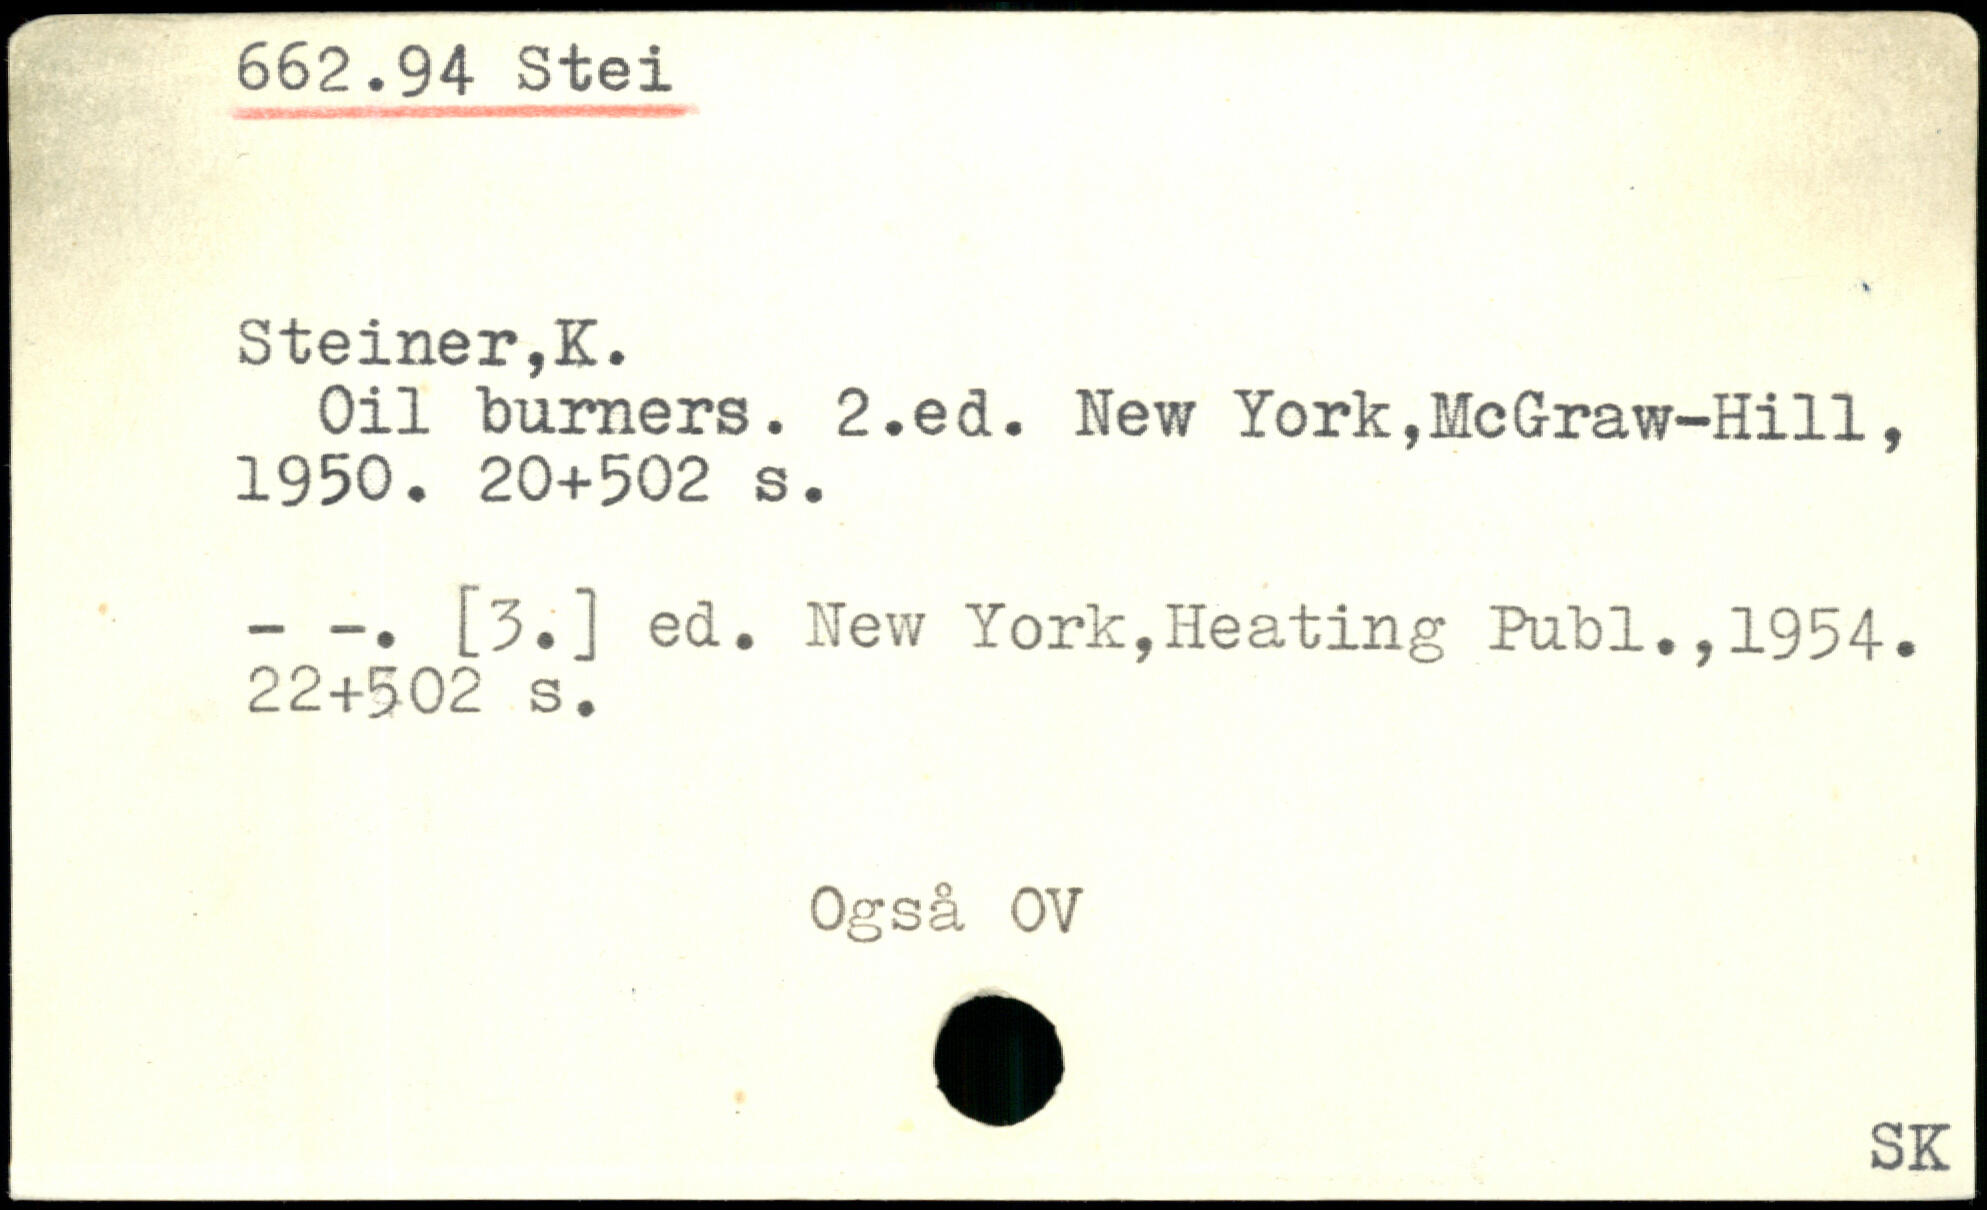 662.94 Stei
Steiner,K.
Oil burners. 2.ed. New York,McGraw-Hill,
1950. 20+502 s.
- -. [3.] ed. New York,Heating Publ.,1954.
22+502 s.
Også OV
SK